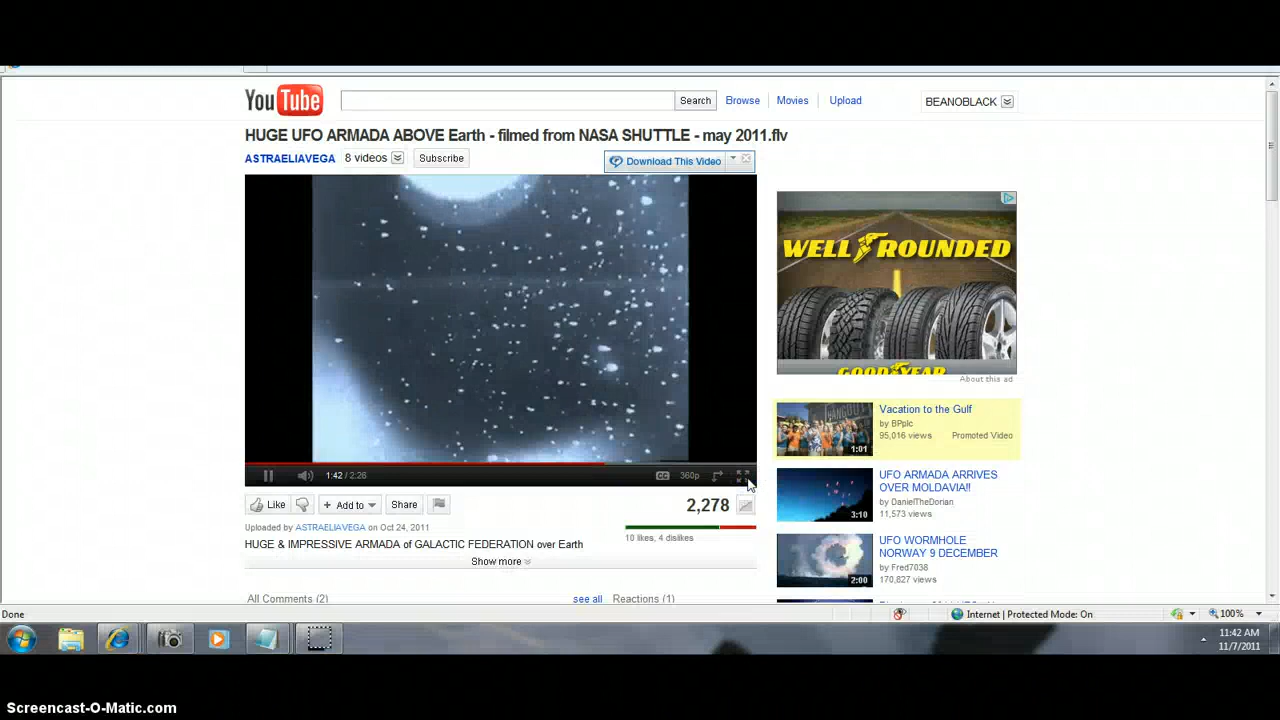 YouTube
Search
Browse
Movies
Upload
BEANOBLACK
HUGE UFO ARMADA ABOVE Earth - filmed from NASA SHUTTLE - may 2011.flv
ASTRAELIAVEGA 8 videos Subscribe
Download This Video
WELL ROUNDED
GOODYEAR
About this ad
1:42 / 2:26
CC
360p
Vacation to the Gulf
by BPplc
95,016 views Promoted Video
1:01
UFO ARMADA ARRIVES
OVER MOLDAVIA!!
by DanielTheDorian
11,573 views
3:10
UFO WORMHOLE
NORWAY 9 DECEMBER
by Fred7038
170,827 views
2:00
Like
+ Add to
Share
2,278
Uploaded by ASTRAELIAVEGA on Oct 24, 2011
10 likes, 4 dislikes
HUGE & IMPRESSIVE ARMADA of GALACTIC FEDERATION over Earth
Show more
All Comments (2)
see all
Reactions (1)
Done
Internet | Protected Mode: On
100%
11:42 AM
11/7/2011
Screencast-O-Matic.com